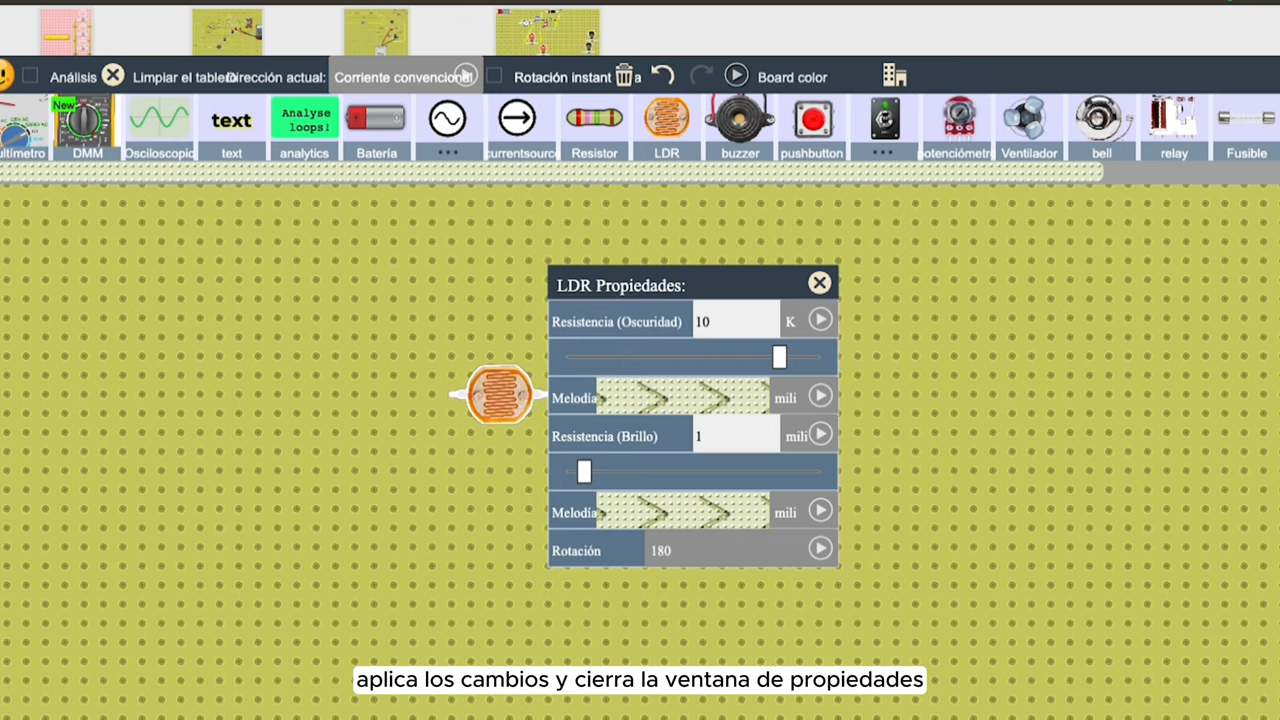 Análisis
Limpiar el tablero
Dirección actual:
Corriente convencional
Rotación instant
a
Board color
New
text
Analyse
loops!
ultímetro
DMM
Osciloscopio
text
analytics
Batería
...
currentsource
Resistor
LDR
buzzer
pushbutton
...
potenciómetro
Ventilador
bell
relay
Fusible
LDR Propiedades:
Resistencia (Oscuridad) 10 K
Melodía mili
Resistencia (Brillo) 1 mili
Melodía mili
Rotación 180
aplica los cambios y cierra la ventana de propiedades